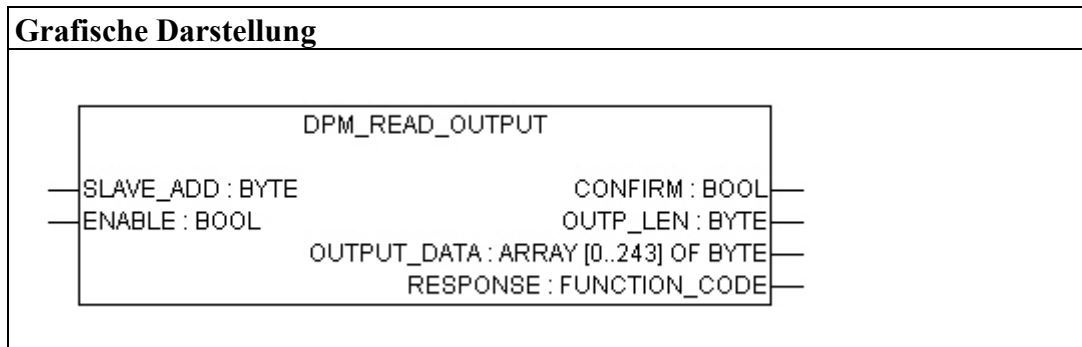 Grafische Darstellung
DPM_READ_OUTPUT
SLAVE_ADD : BYTE CONFIRM : BOOL
ENABLE : BOOL OUTP_LEN : BYTE
OUTPUT_DATA : ARRAY [0..243] OF BYTE
RESPONSE : FUNCTION_CODE